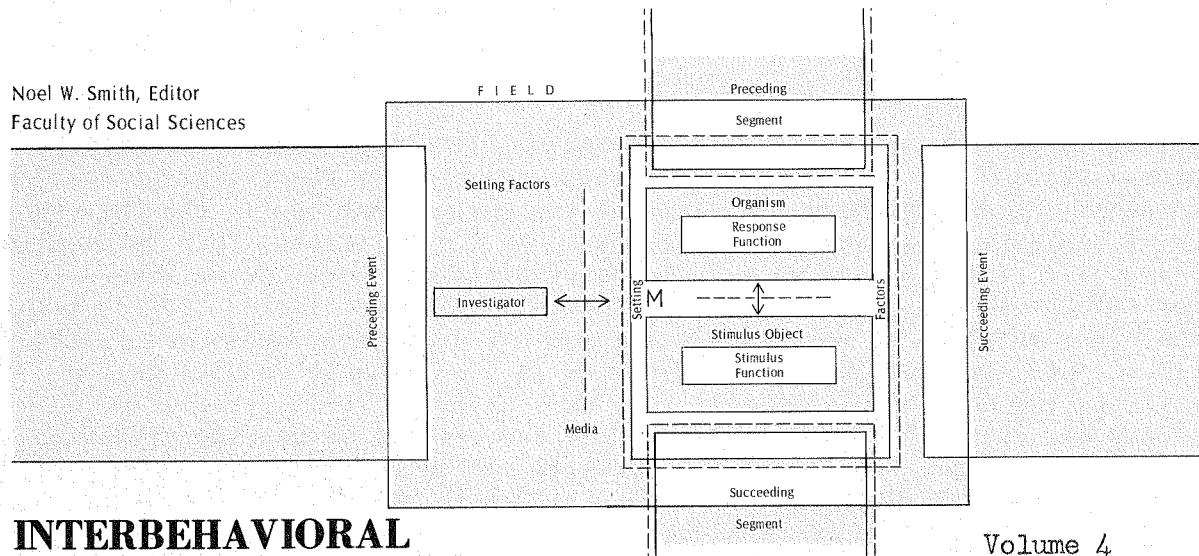 Noel W. Smith, Editor
Faculty of Social Sciences
FIELD
Preceding
Segment
Setting Factors
Organism
Response
Function
Preceding Event
Investigator
Setting
M
Factors
Succeeding Event
Stimulus Object
Stimulus
Function
Media
Succeeding
Segment
INTERBEHAVIORAL
Volume 4